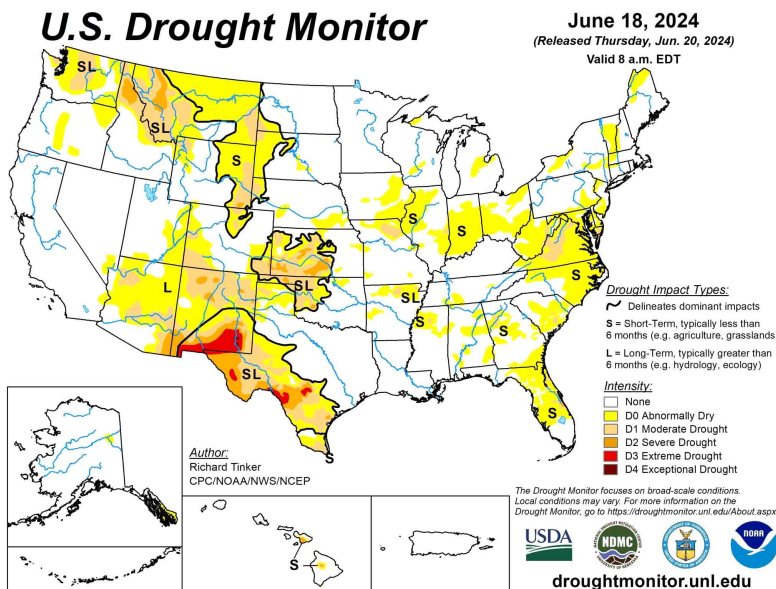 U.S. Drought Monitor
June 18, 2024
(Released Thursday, Jun. 20, 2024)
Valid 8 a.m. EDT
SL
SL
S
S
S
L
SL
SL
S
S
S
SL
S
S
Drought Impact Types:
Delineates dominant impacts
S = Short-Term, typically less than
6 months (e.g. agriculture, grasslands
L = Long-Term, typically greater than
6 months (e.g. hydrology, ecology)
Intensity:
None
D0 Abnormally Dry
D1 Moderate Drought
D2 Severe Drought
D3 Extreme Drought
D4 Exceptional Drought
Author:
Richard Tinker
CPC/NOAA/NWS/NCEP
S
The Drought Monitor focuses on broad-scale conditions.
Local conditions may vary. For more information on the
Drought Monitor, go to https://droughtmonitor.unl.edu/About.aspx
USDA
NDMC
NOAA
droughtmonitor.unl.edu